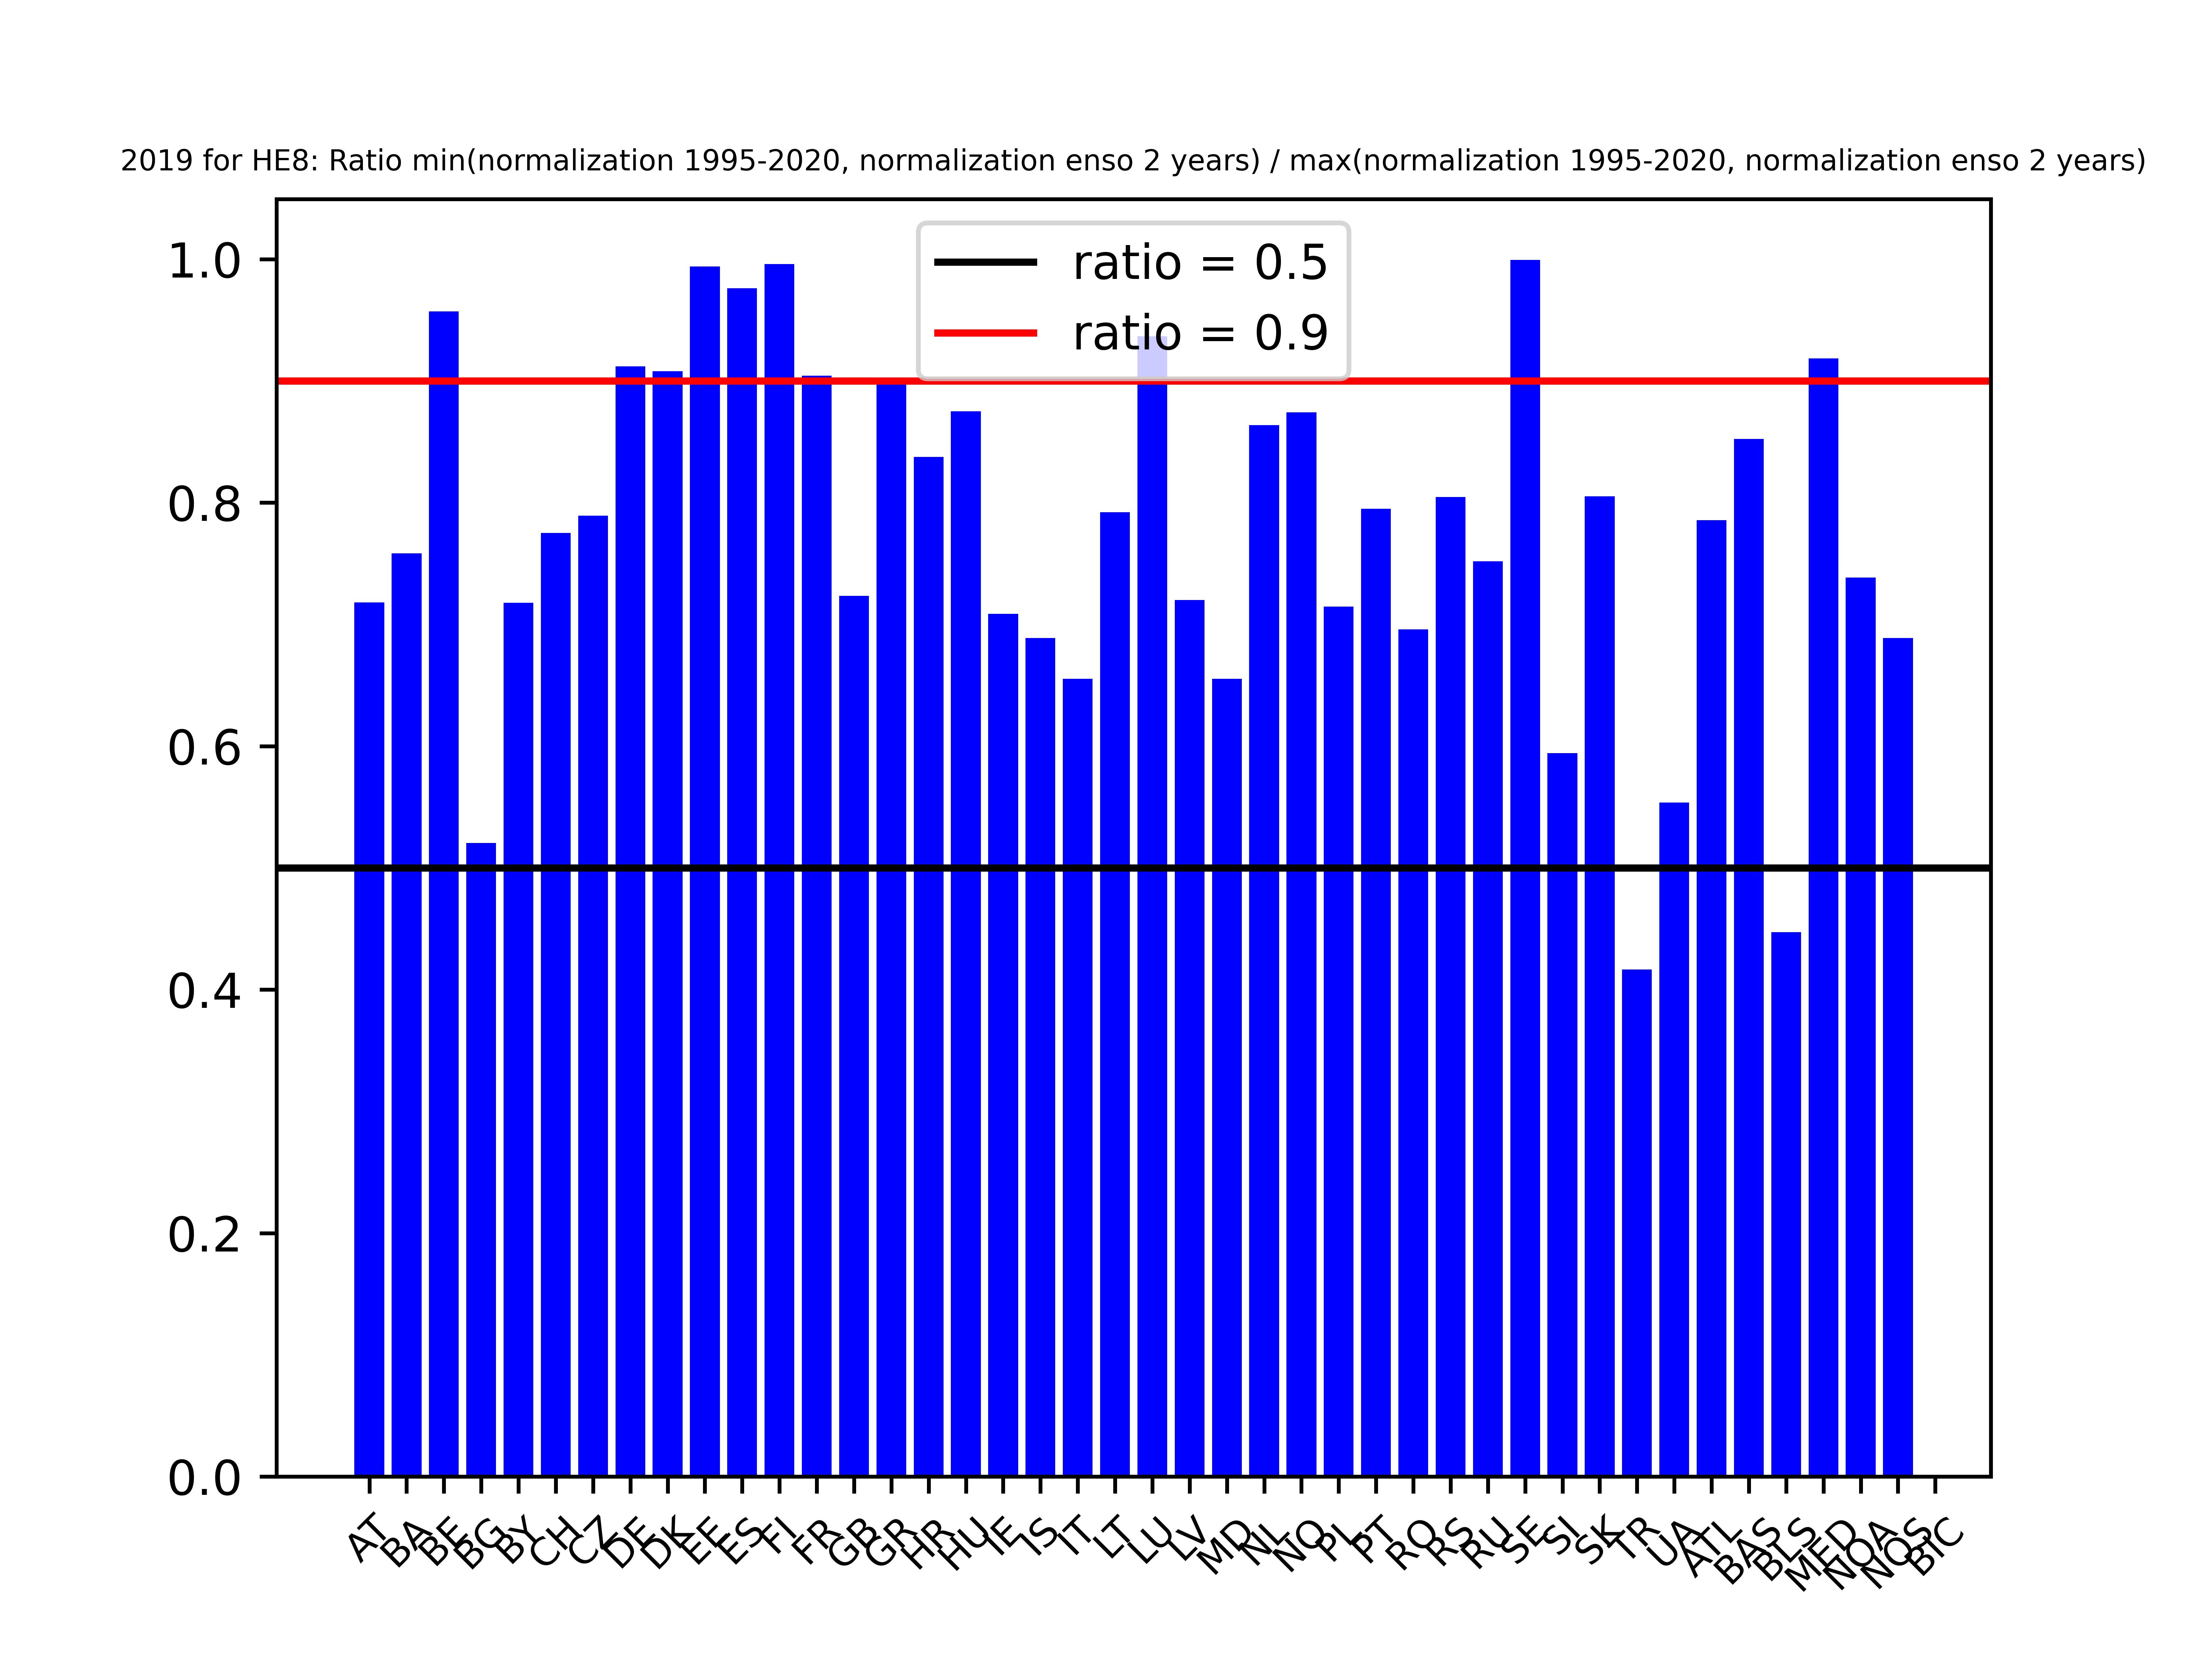 2019 for HE8: Ratio min(normalization 1995-2020, normalization enso 2 years) / max(normalization 1995-2020, normalization enso 2 years)
ratio = 0.5
ratio = 0.9
1.0
0.8
0.6
0.4
0.2
0.0
AT BA BE BG BY CH CZ DE DK EE ES FI FR GB GR HR HU IE IS IT LT LU LV MD NL NO PL PT RO RS RU SE SI SK TR UA ATL BAS BLS MED NOA NOS BIC